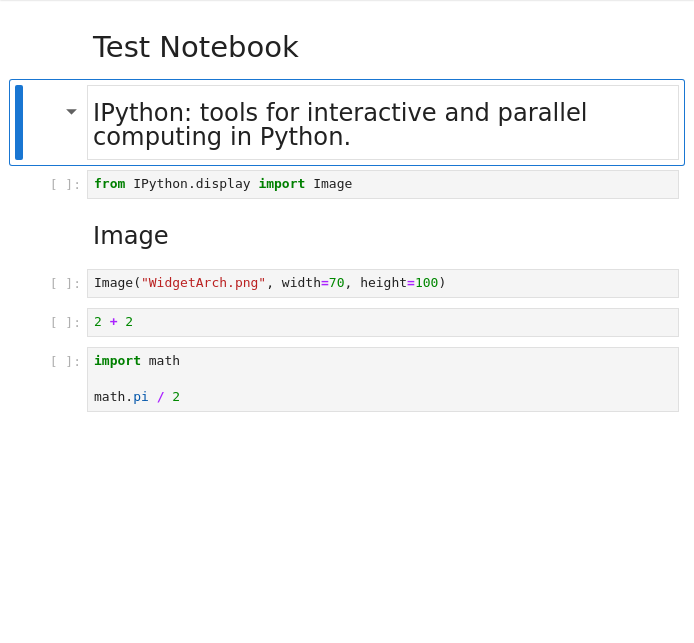 Test Notebook
IPython: tools for interactive and parallel
computing in Python.
[ ]: from IPython.display import Image
Image
[ ]: Image("WidgetArch.png", width=70, height=100)
[ ]: 2 + 2
[ ]: import math
math.pi / 2